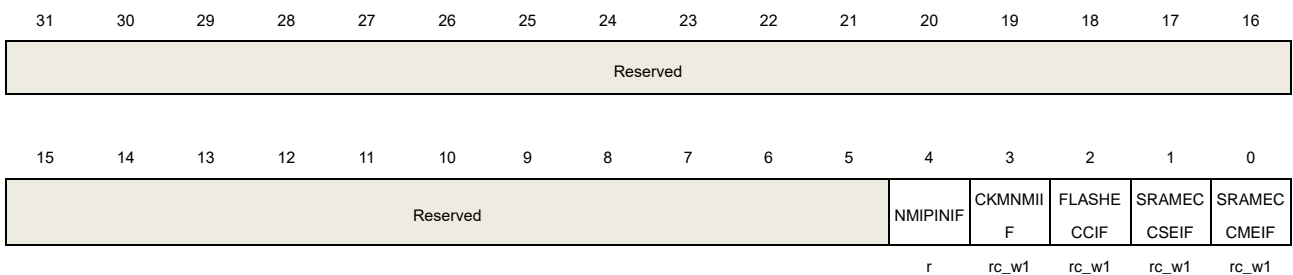 31 30 29 28 27 26 25 24 23 22 21 20 19 18 17 16
Reserved
15 14 13 12 11 10 9 8 7 6 5 4 3 2 1 0
Reserved NMIPINIF CKMNMII FLASHE SRAMEC SRAMEC
F CCIF CSEIF CMEIF
r rc_w1 rc_w1 rc_w1 rc_w1